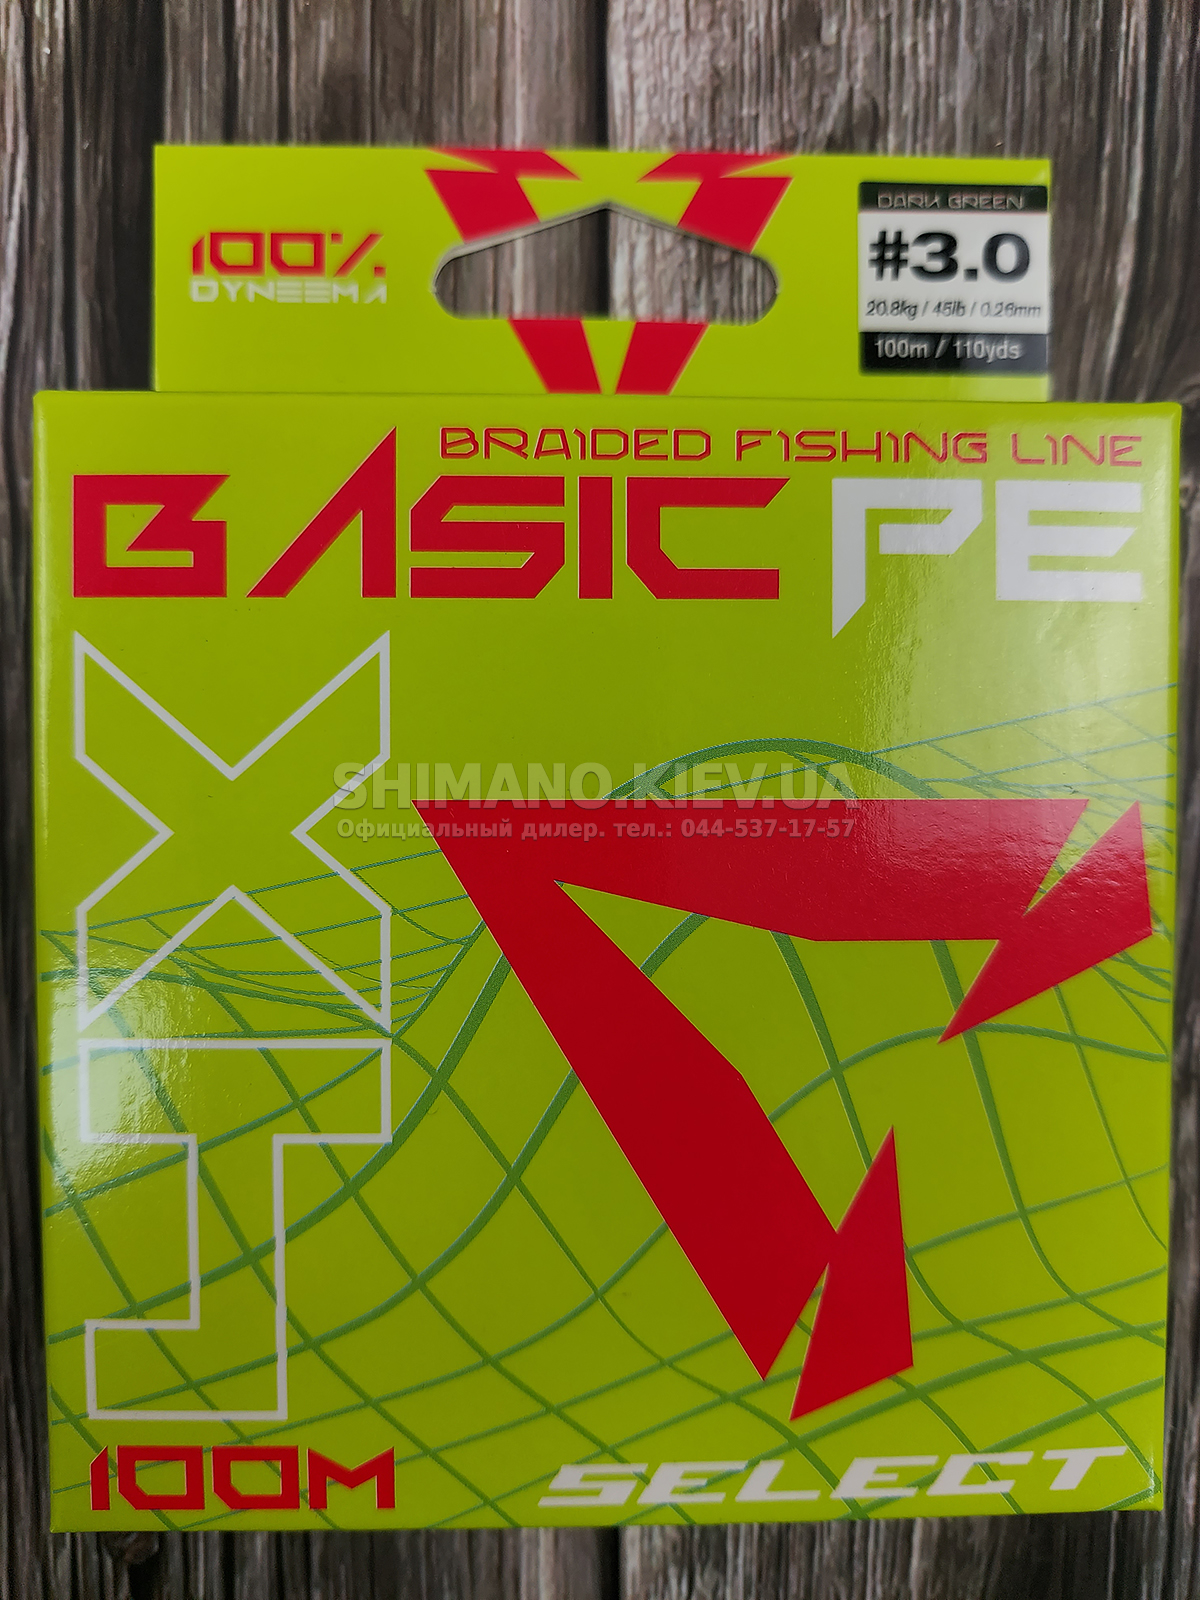 100%
DYNEEMA
DARK GREEN
#3.0
20.8kg / 45lb / 0.26mm
100m / 110yds
BRAIDED FISHING LINE
BASIC PE
SHIMANO.KIEV.UA
Официальный дилер. тел.: 044-537-17-57
100M
SELECT